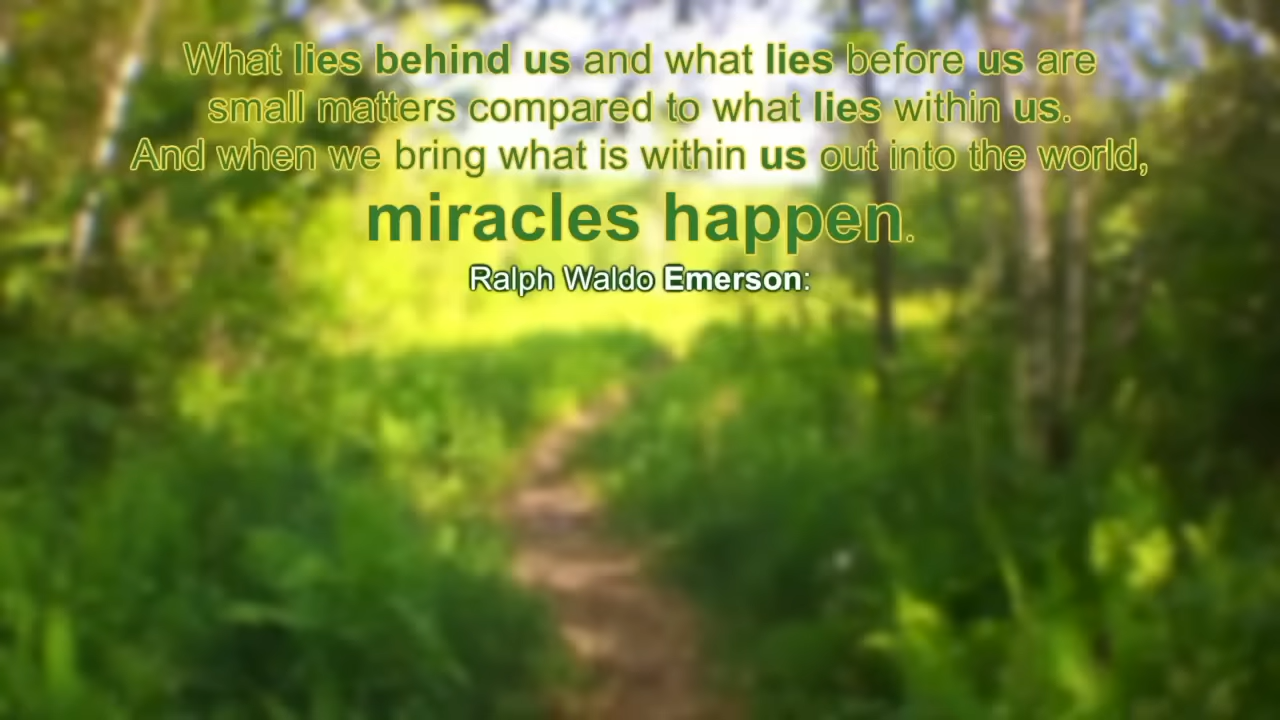 What lies behind us and what lies before us are
small matters compared to what lies within us.
And when we bring what is within us out into the world,
miracles happen.
Ralph Waldo Emerson: